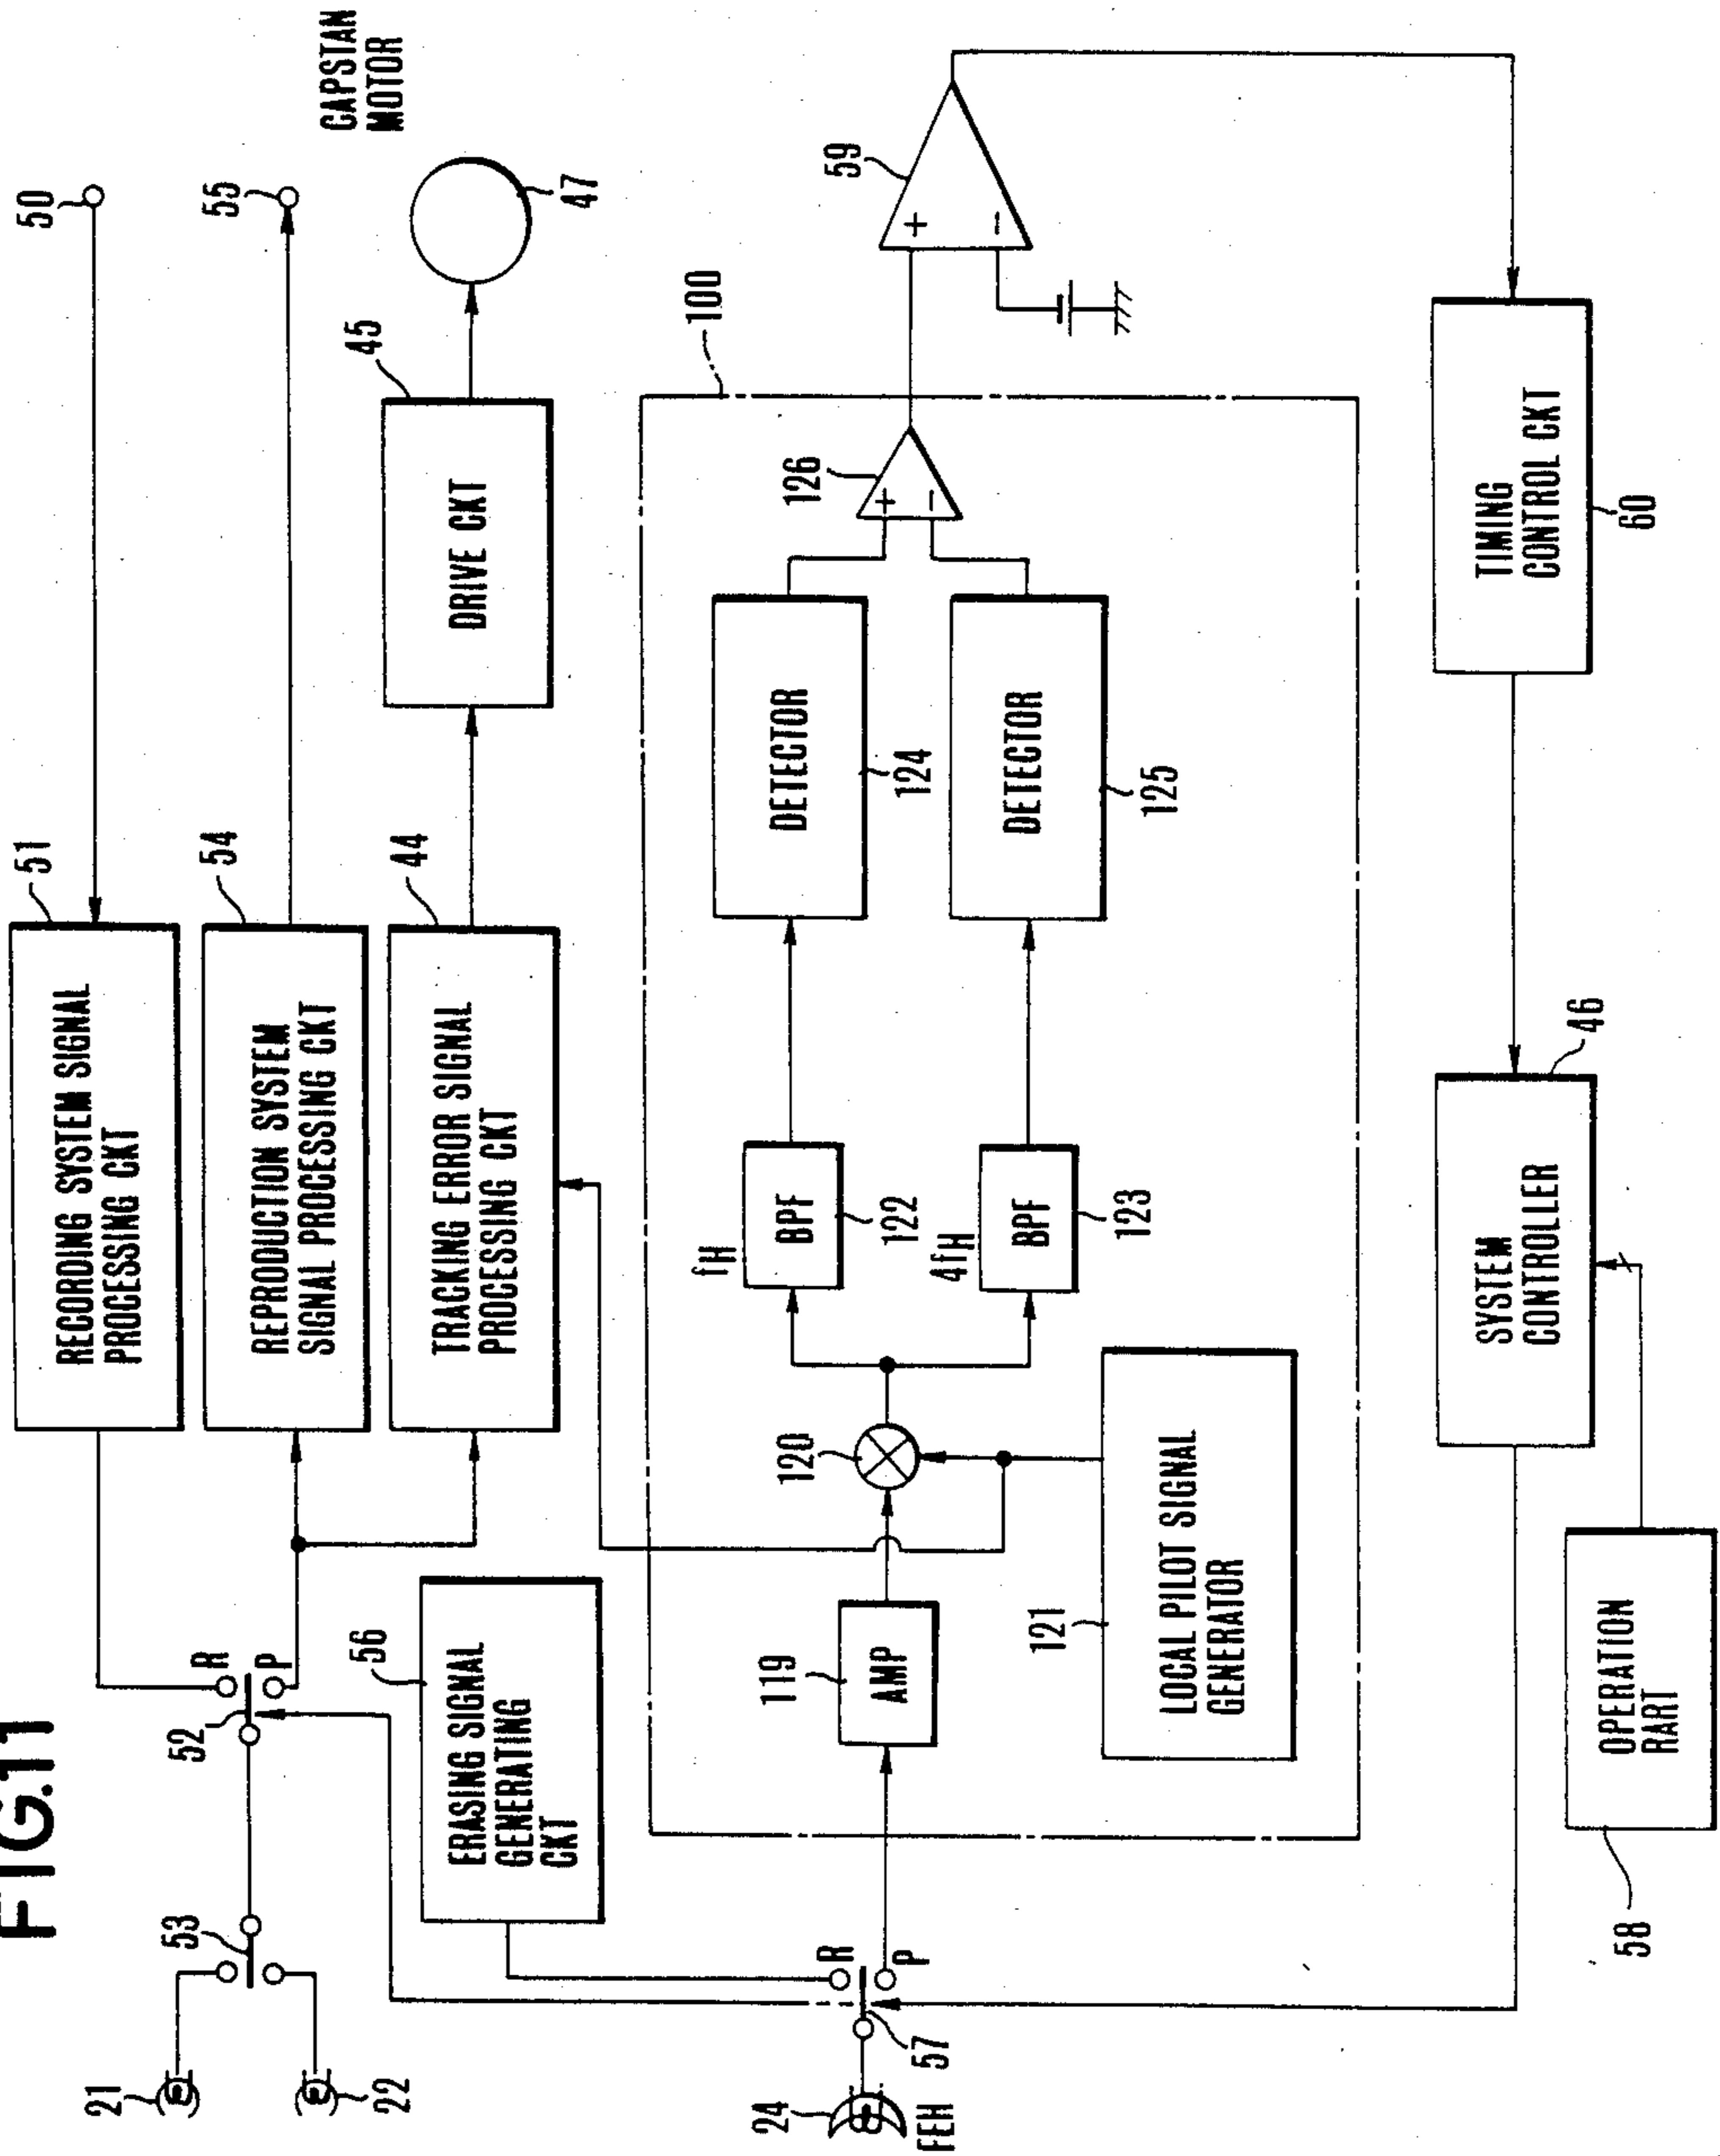 FIG.11
21
22
53
52
R
P
51
RECORDING SYSTEM SIGNAL
PROCESSING CKT
50
54
REPRODUCTION SYSTEM
SIGNAL PROCESSING CKT
55
44
TRACKING ERROR SIGNAL
PROCESSING CKT
45
DRIVE CKT
47
CAPSTAN
MOTOR
56
ERASING SIGNAL
GENERATING
CKT
24
FEH
57
R
P
100
119
AMP
120
121
LOCAL PILOT SIGNAL
GENERATOR
fH
BPF
122
4fH
BPF
123
DETECTOR
124
DETECTOR
125
126
+
−
59
+
−
58
OPERATION
RART
46
SYSTEM
CONTROLLER
TIMING
CONTROL CKT
60